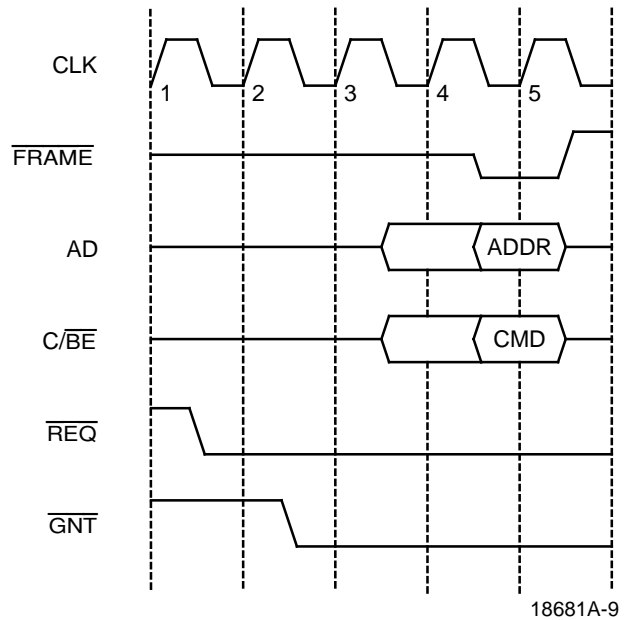 CLK
1 2 3 4 5
FRAME
AD
ADDR
C/BE
CMD
REQ
GNT
18681A-9